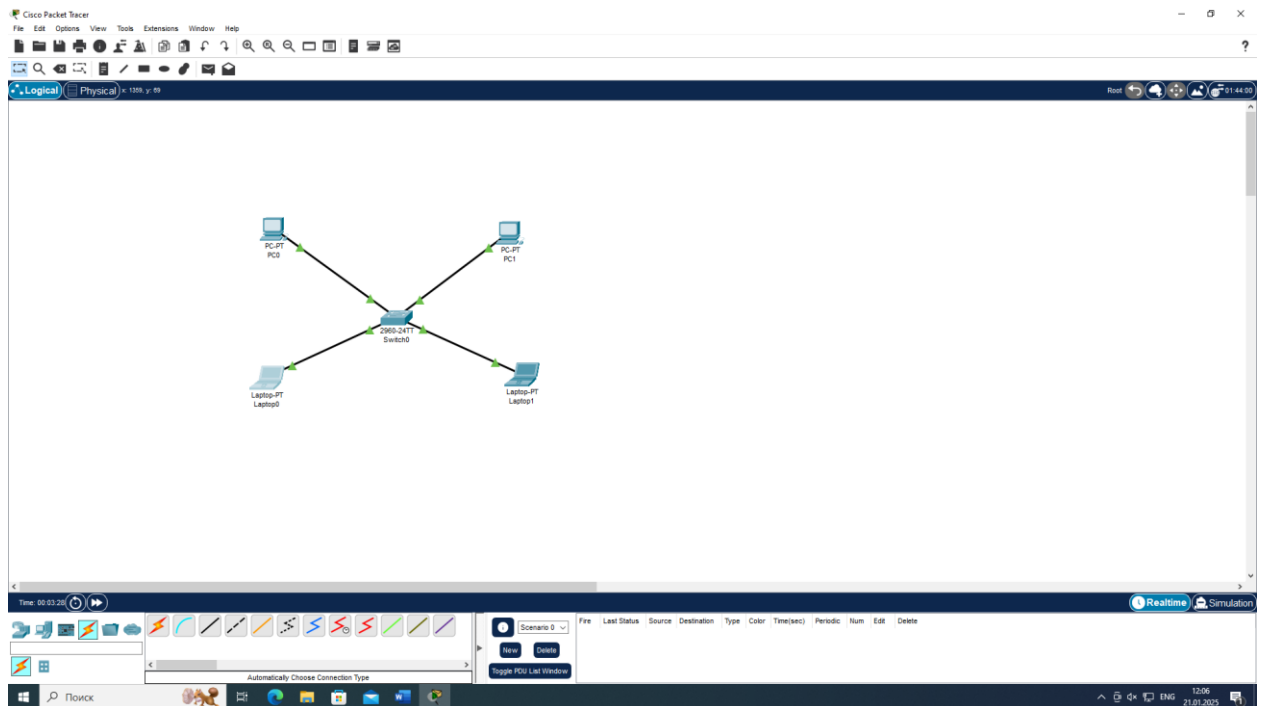 Cisco Packet Tracer
File Edit Options View Tools Extensions Window Help
?
Logical Physical x: 1359, y: 69 Root 01:44:00
PC-PT
PC0
PC-PT
PC1
2960-24TT
Switch0
Laptop-PT
Laptop0
Laptop-PT
Laptop1
Time: 00:03:28 Realtime Simulation
Scenario 0
New Delete
Toggle PDU List Window
Fire Last Status Source Destination Type Color Time(sec) Periodic Num Edit Delete
Automatically Choose Connection Type
Поиск
ENG 12:06
21.01.2025